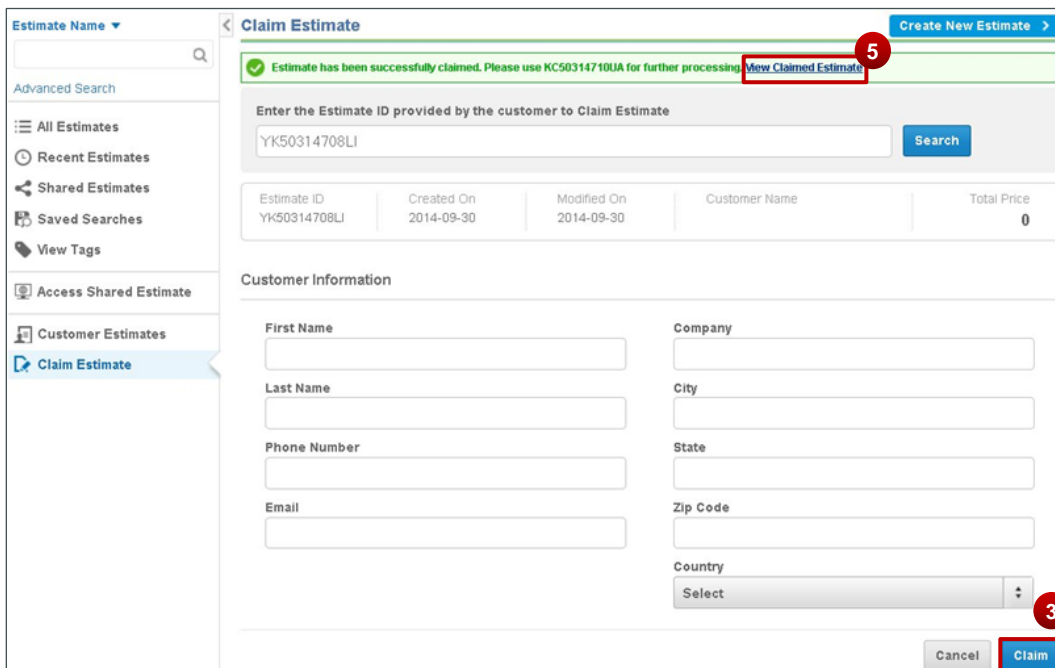 Estimate Name
Advanced Search
All Estimates
Recent Estimates
Shared Estimates
Saved Searches
View Tags
Access Shared Estimate
Customer Estimates
Claim Estimate
Claim Estimate
Create New Estimate
5
Estimate has been successfully claimed. Please use KC50314710UA for further processing. View Claimed Estimate
Enter the Estimate ID provided by the customer to Claim Estimate
YK50314708LI
Search
Estimate ID Created On Modified On Customer Name Total Price
YK50314708LI 2014-09-30 2014-09-30 0
Customer Information
First Name Company
Last Name City
Phone Number State
Email Zip Code
Country
Select
3
Cancel Claim